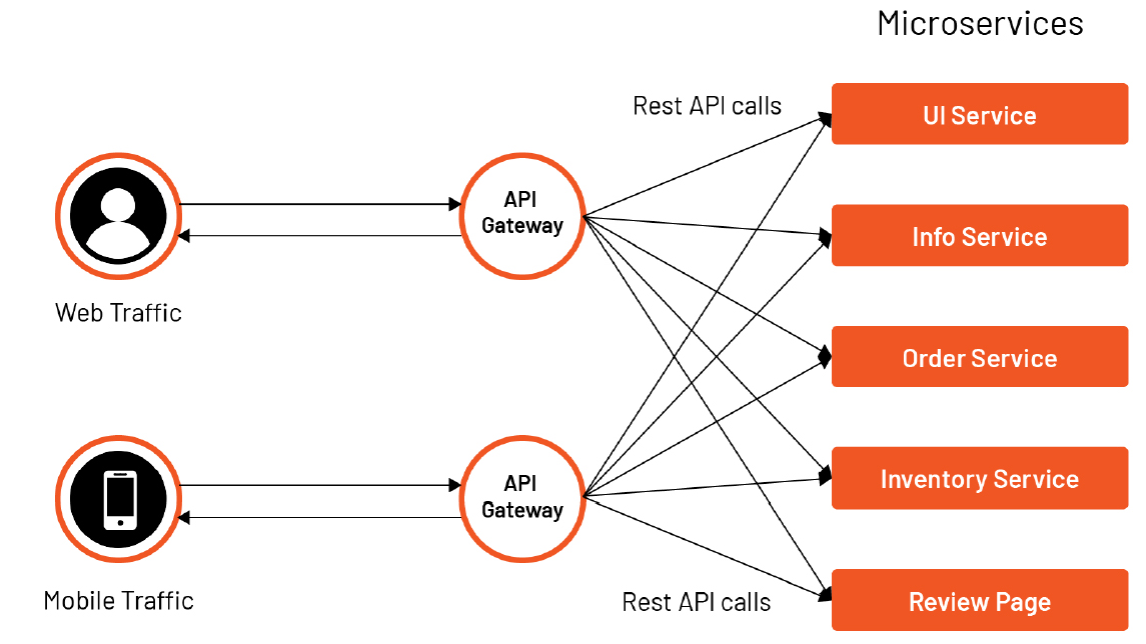 Microservices
Rest API calls
UI Service
API
Gateway
Info Service
Web Traffic
Order Service
API
Gateway
Inventory Service
Mobile Traffic
Rest API calls
Review Page